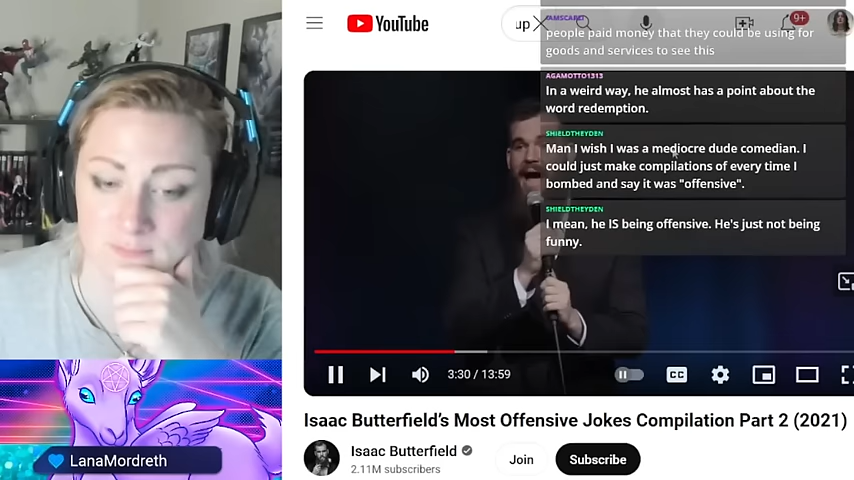 YouTube
up
9+
IAMSCARLI
people paid money that they could be using for
goods and services to see this
AGAMOTTO1313
In a weird way, he almost has a point about the
word redemption.
SHIELDTHEYDEN
Man I wish I was a mediocre dude comedian. I
could just make compilations of every time I
bombed and say it was "offensive".
SHIELDTHEYDEN
I mean, he IS being offensive. He's just not being
funny.
3:30 / 13:59
CC
Isaac Butterfield's Most Offensive Jokes Compilation Part 2 (2021)
Isaac Butterfield
2.11M subscribers
Join
Subscribe
LanaMordreth